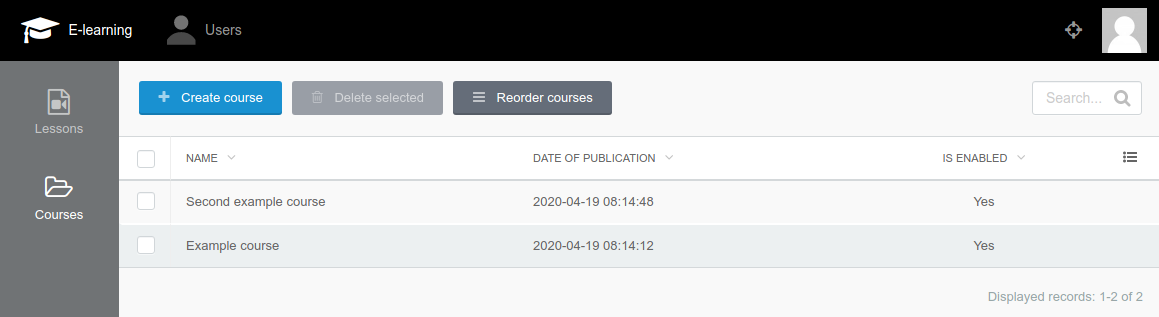 E-learning Users
Create course Delete selected Reorder courses Search...
Lessons
Courses
NAME DATE OF PUBLICATION IS ENABLED
Second example course 2020-04-19 08:14:48 Yes
Example course 2020-04-19 08:14:12 Yes
Displayed records: 1-2 of 2